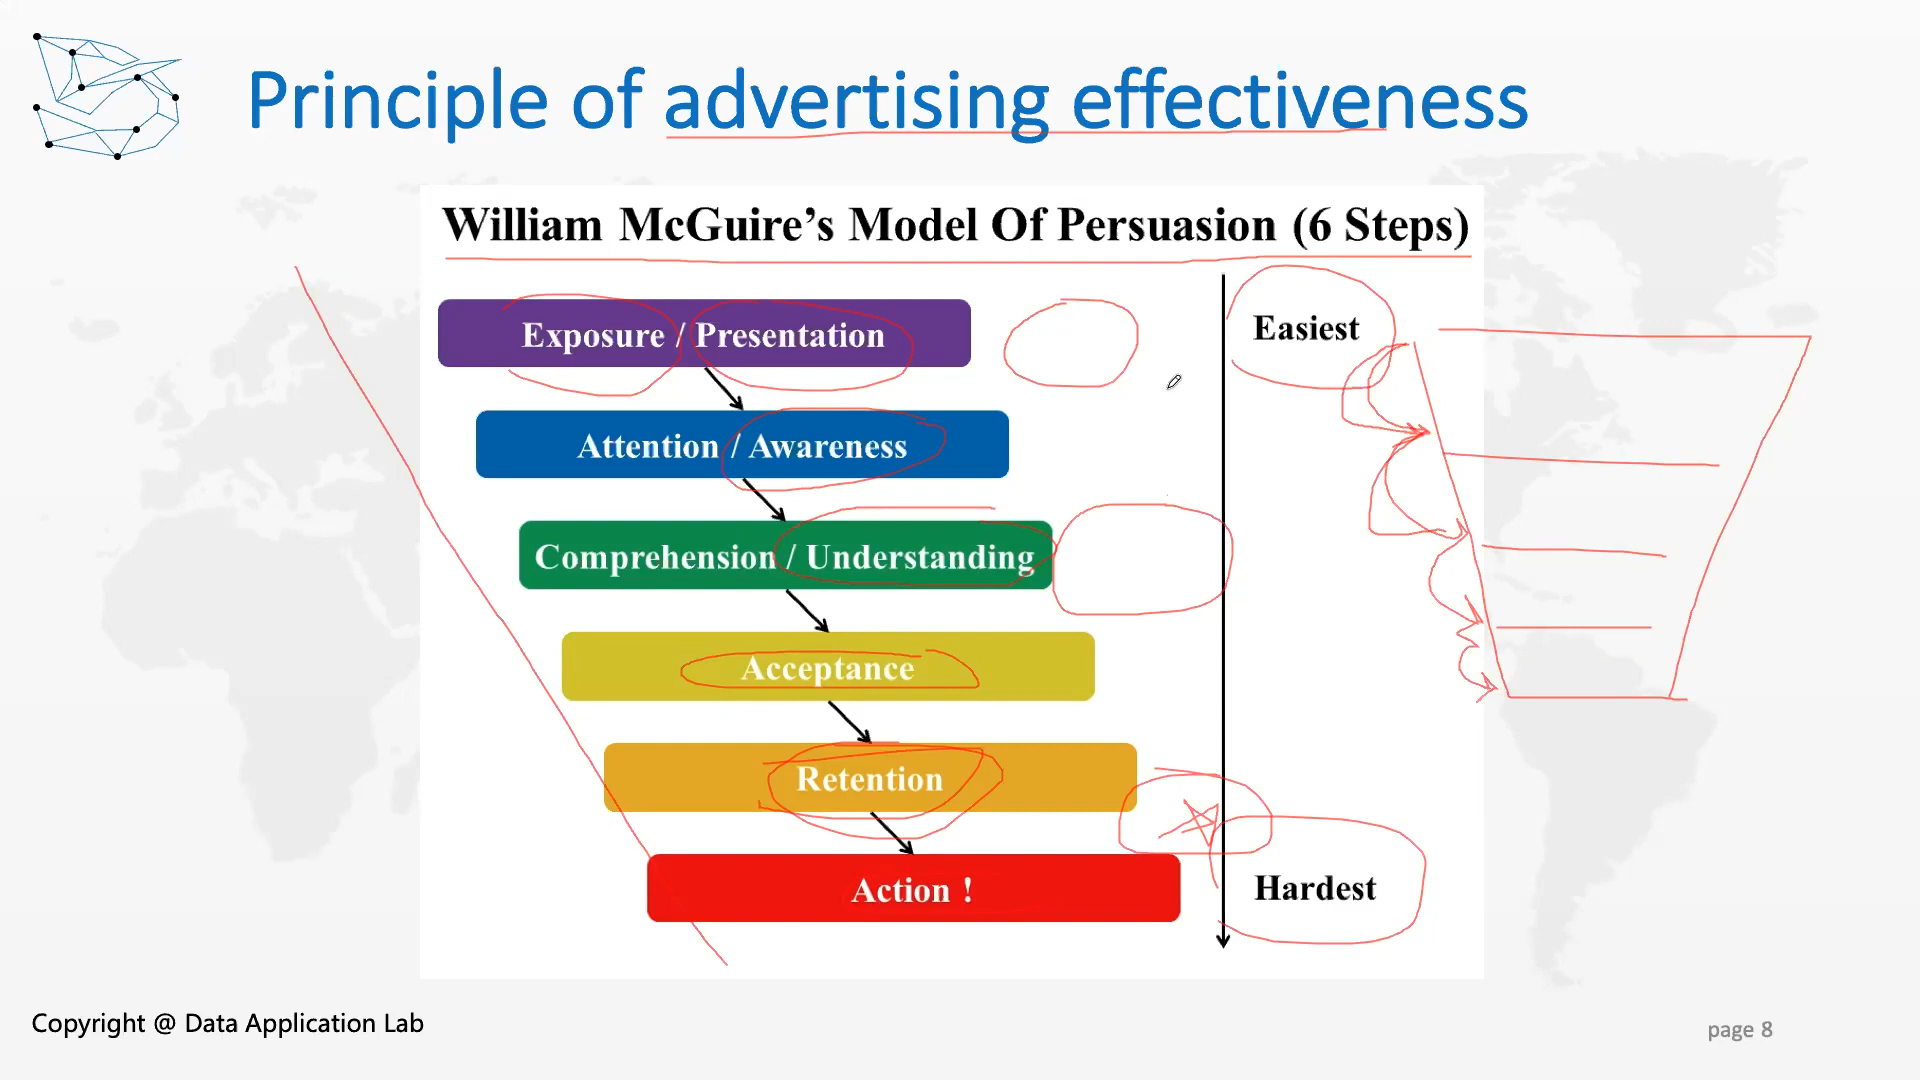 Principle of advertising effectiveness
William McGuire’s Model Of Persuasion (6 Steps)
Exposure / Presentation
Easiest
Attention / Awareness
Comprehension / Understanding
Acceptance
Retention
Action !
Hardest
Copyright @ Data Application Lab
page 8